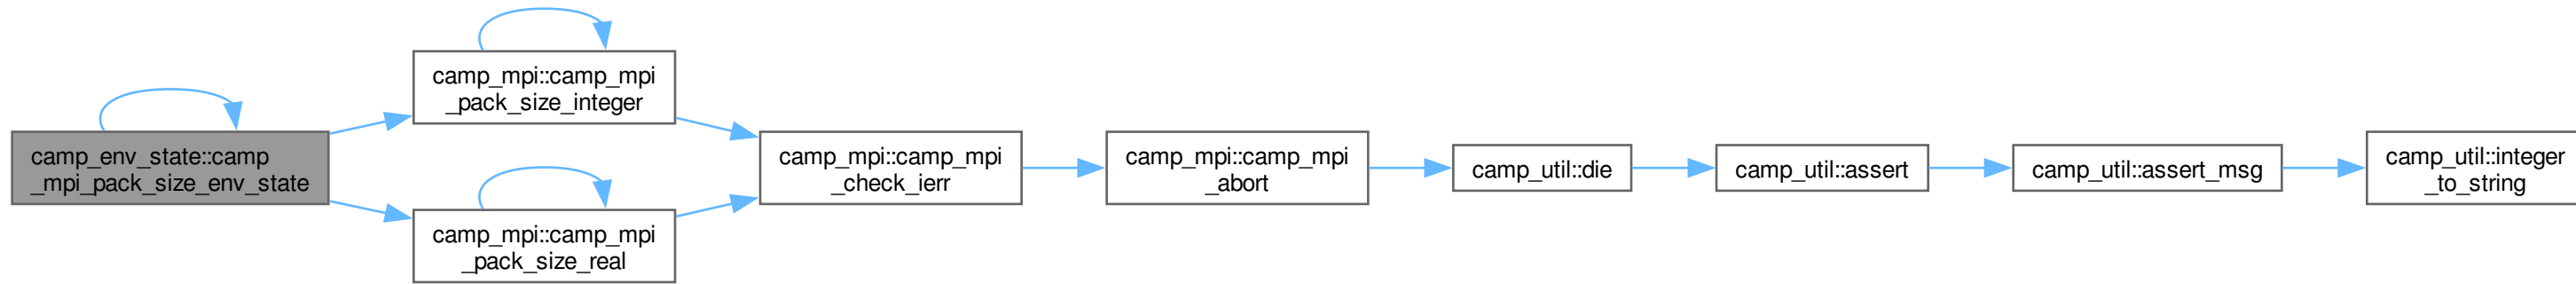 camp_env_state::camp
_mpi_pack_size_env_state
camp_mpi::camp_mpi
_pack_size_integer
camp_mpi::camp_mpi
_pack_size_real
camp_mpi::camp_mpi
_check_ierr
camp_mpi::camp_mpi
_abort
camp_util::die
camp_util::assert
camp_util::assert_msg
camp_util::integer
_to_string